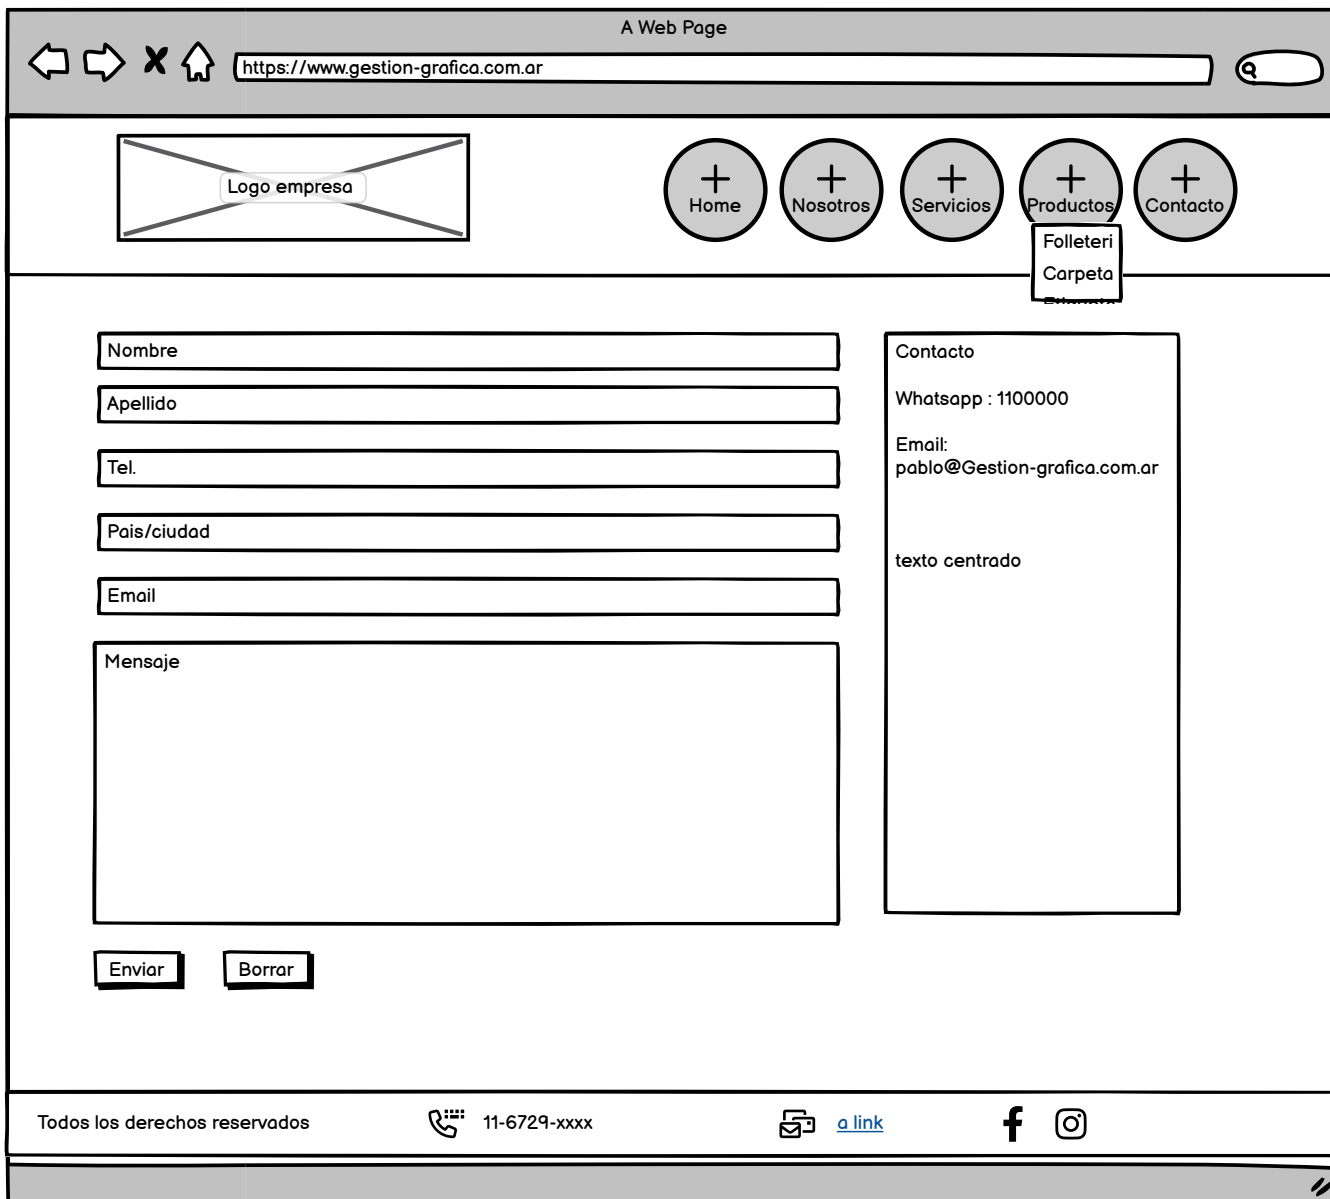 A Web Page
https://www.gestion-grafica.com.ar
Logo empresa
Home
Nosotros
Servicios
Productos
Contacto
Folleteri
Carpeta
Nombre
Apellido
Tel.
Pais/ciudad
Email
Mensaje
Enviar
Borrar
Contacto
Whatsapp : 1100000
Email:
pablo@Gestion-grafica.com.ar
texto centrado
Todos los derechos reservados
11-6729-xxxx
a link